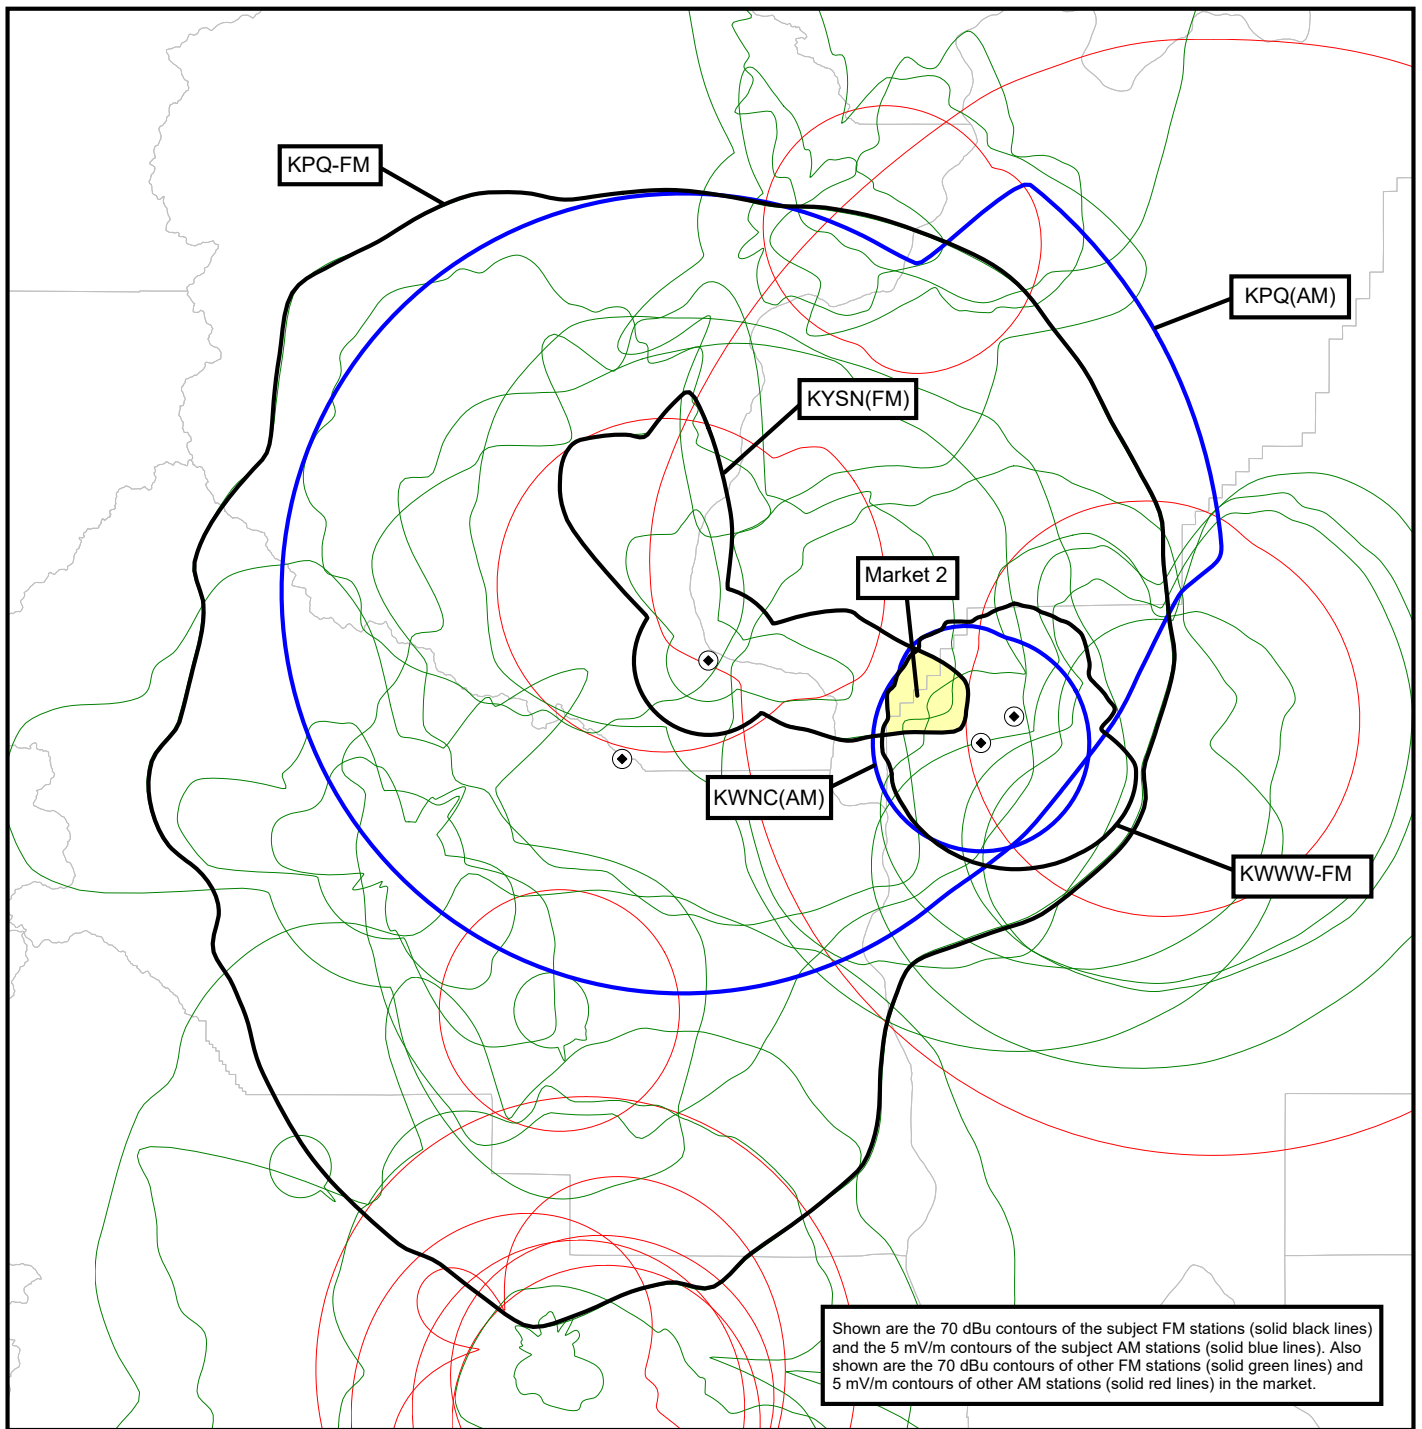 KPQ-FM
KPQ(AM)
KYSN(FM)
Market 2
KWNC(AM)
KWWW-FM
Shown are the 70 dBu contours of the subject FM stations (solid black lines)
and the 5 mV/m contours of the subject AM stations (solid blue lines). Also
shown are the 70 dBu contours of other FM stations (solid green lines) and
5 mV/m contours of other AM stations (solid red lines) in the market.